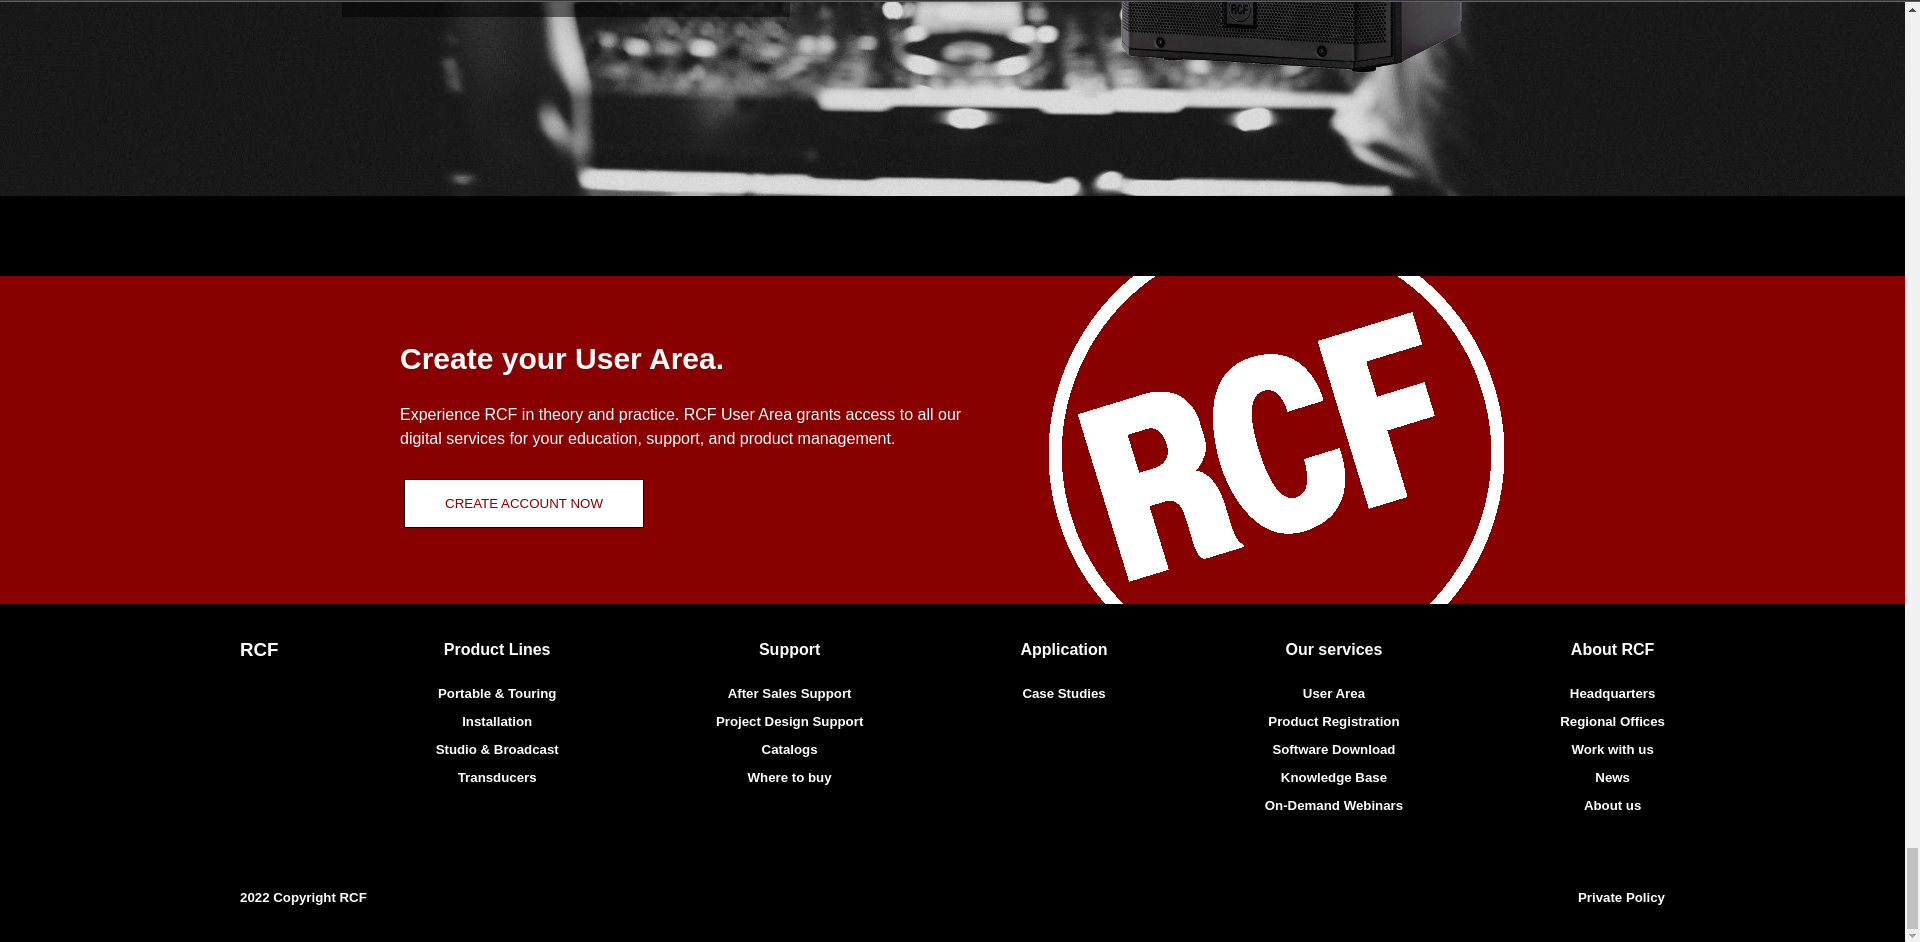 RCF
Create your User Area.
Experience RCF in theory and practice. RCF User Area grants access to all our
digital services for your education, support, and product management.
CREATE ACCOUNT NOW
RCF
RCF
Product Lines
Portable & Touring
Installation
Studio & Broadcast
Transducers
Support
After Sales Support
Project Design Support
Catalogs
Where to buy
Application
Case Studies
Our services
User Area
Product Registration
Software Download
Knowledge Base
On-Demand Webinars
About RCF
Headquarters
Regional Offices
Work with us
News
About us
2022 Copyright RCF
Private Policy